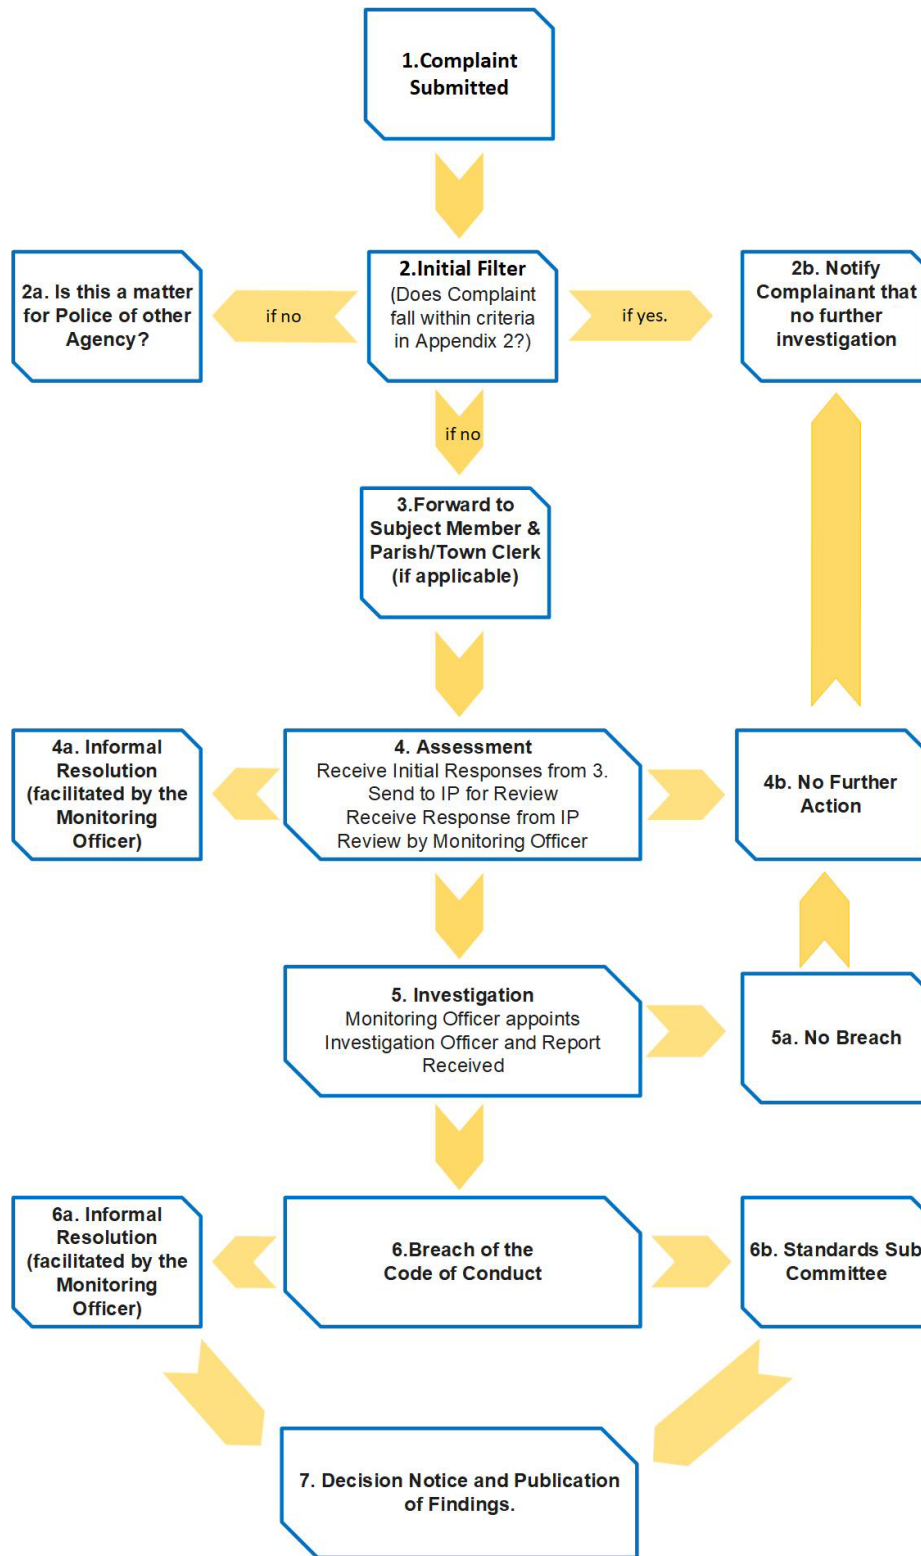 1.Complaint
Submitted
2a. Is this a matter
for Police of other
Agency?
if no
2.Initial Filter
(Does Complaint
fall within criteria
in Appendix 2?)
if yes.
2b. Notify
Complainant that
no further
investigation
if no
3.Forward to
Subject Member &
Parish/Town Clerk
(if applicable)
4a. Informal
Resolution
(facilitated by the
Monitoring
Officer)
4. Assessment
Receive Initial Responses from 3.
Send to IP for Review
Receive Response from IP
Review by Monitoring Officer
4b. No Further
Action
5. Investigation
Monitoring Officer appoints
Investigation Officer and Report
Received
5a. No Breach
6a. Informal
Resolution
(facilitated by the
Monitoring
Officer)
6.Breach of the
Code of Conduct
6b. Standards Sub
Committee
7. Decision Notice and Publication
of Findings.